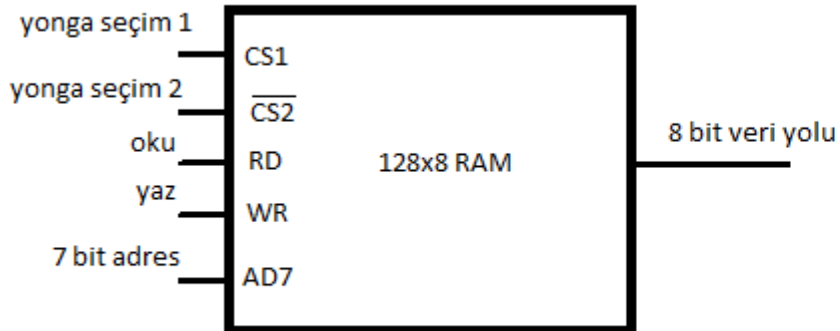 yonga seçim 1
CS1
yonga seçim 2
C̅S̅2̅
oku
RD
128x8 RAM
8 bit veri yolu
yaz
WR
7 bit adres
AD7